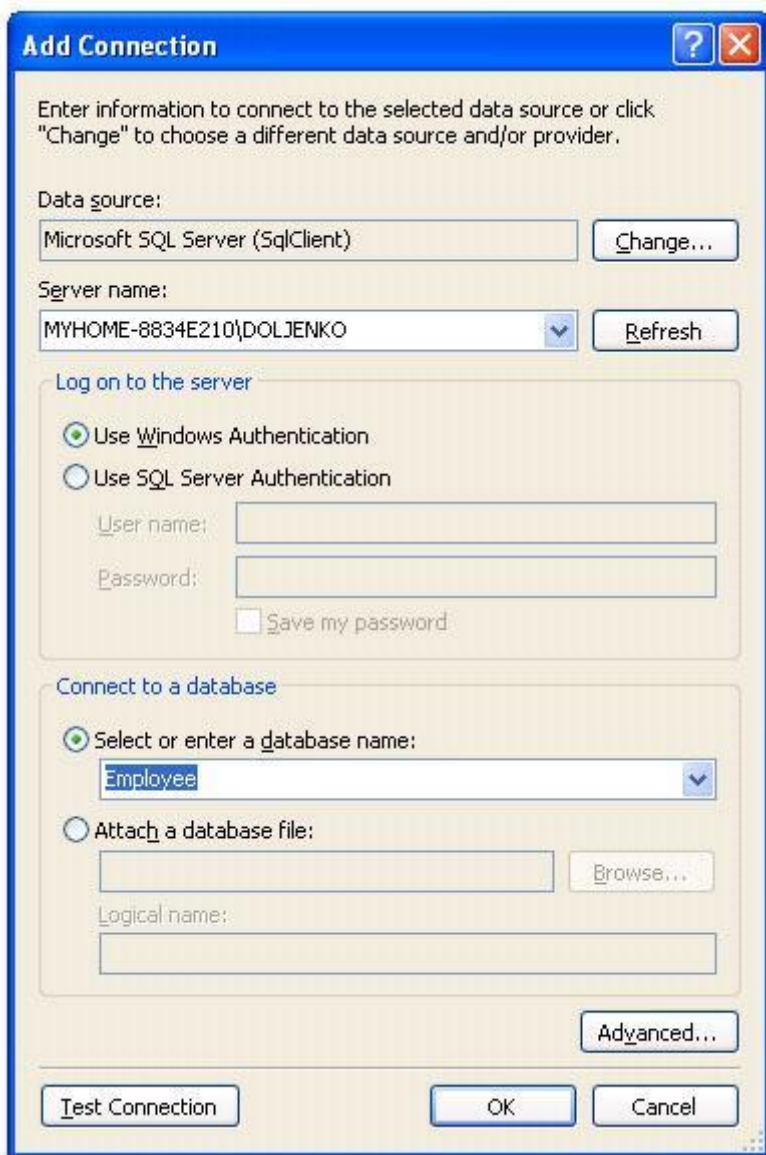 Add Connection
Enter information to connect to the selected data source or click
"Change" to choose a different data source and/or provider.
Data source:
Microsoft SQL Server (SqlClient)
Change...
Server name:
MYHOME-8834E210\DOLJENKO
Refresh
Log on to the server
Use Windows Authentication
Use SQL Server Authentication
User name:
Password:
Save my password
Connect to a database
Select or enter a database name:
Employee
Attach a database file:
Browse...
Logical name:
Advanced...
Test Connection
OK
Cancel